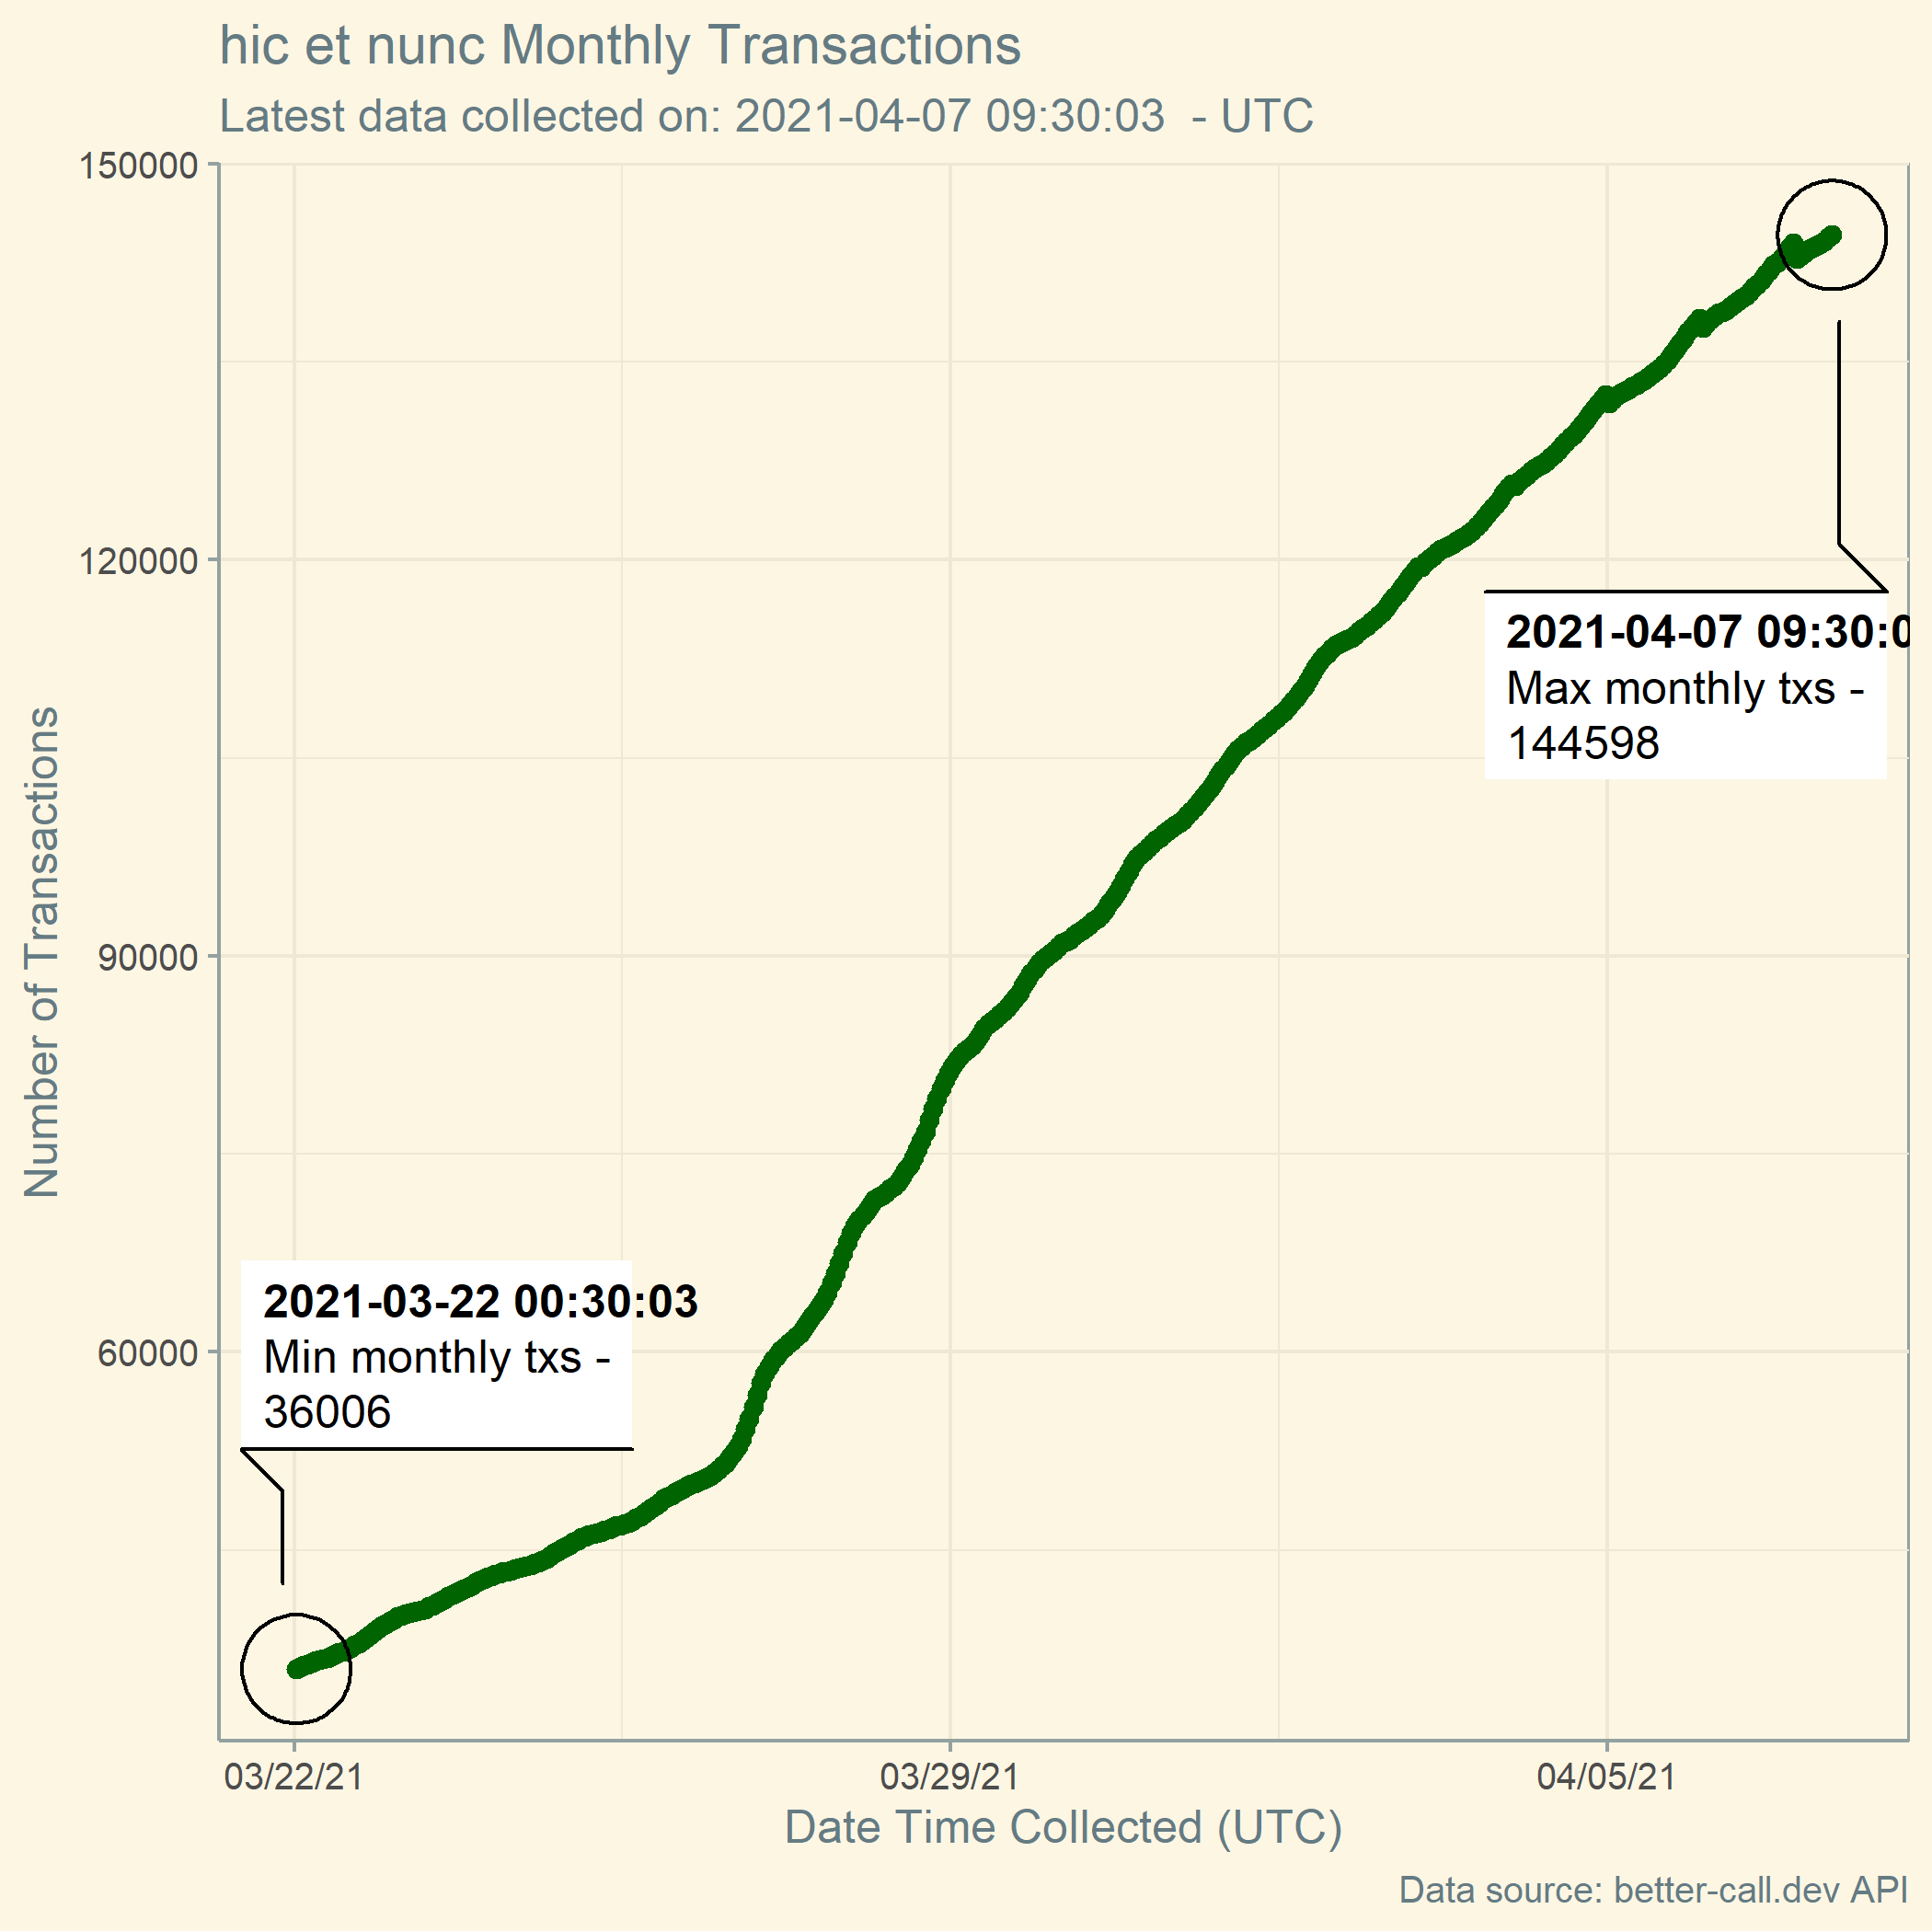 hic et nunc Monthly Transactions
Latest data collected on: 2021-04-07 09:30:03 - UTC
150000
120000
90000
60000
Number of Transactions
2021-04-07 09:30:0
Max monthly txs -
144598
2021-03-22 00:30:03
Min monthly txs -
36006
03/22/21
03/29/21
04/05/21
Date Time Collected (UTC)
Data source: better-call.dev API